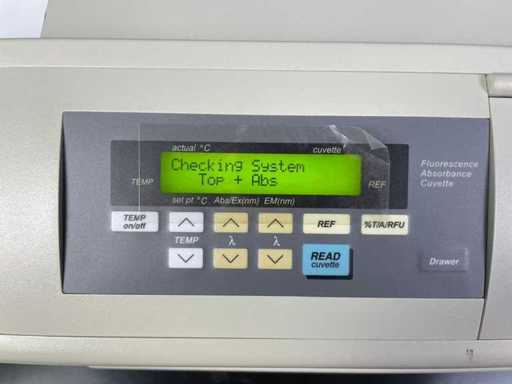 actual °C cuvette
Checking System
Top + Abs
TEMP
REF
set pt °C Abs/Ex(nm) EM(nm)
TEMP
on/off
REF
%T/A/RFU
TEMP λ λ
READ
cuvette
Fluorescence
Absorbance
Cuvette
Drawer